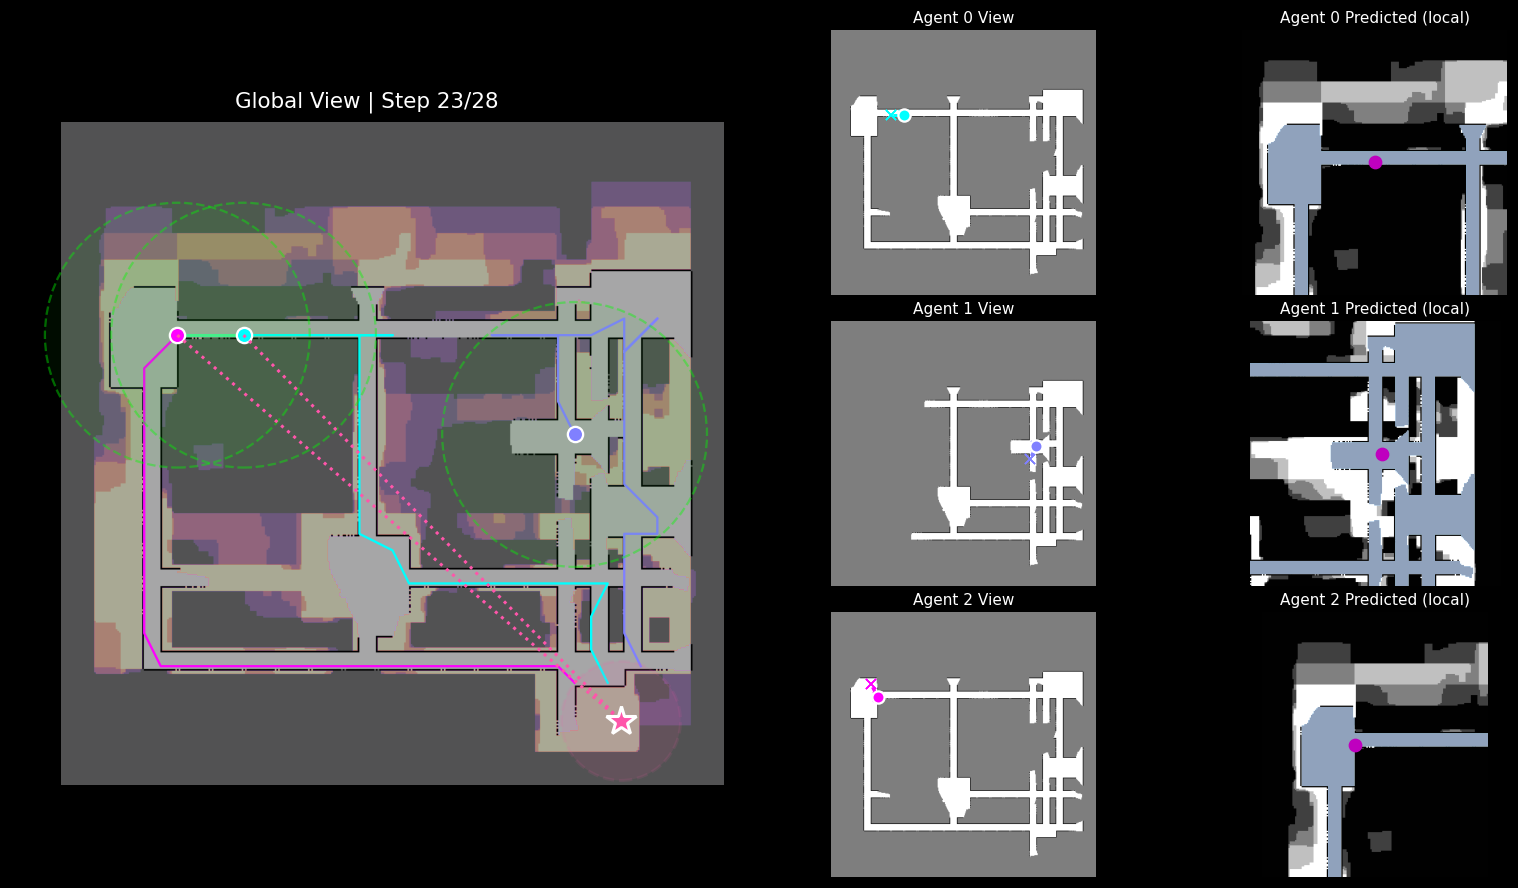 Global View | Step 23/28
Agent 0 View
Agent 0 Predicted (local)
Agent 1 View
Agent 1 Predicted (local)
Agent 2 View
Agent 2 Predicted (local)